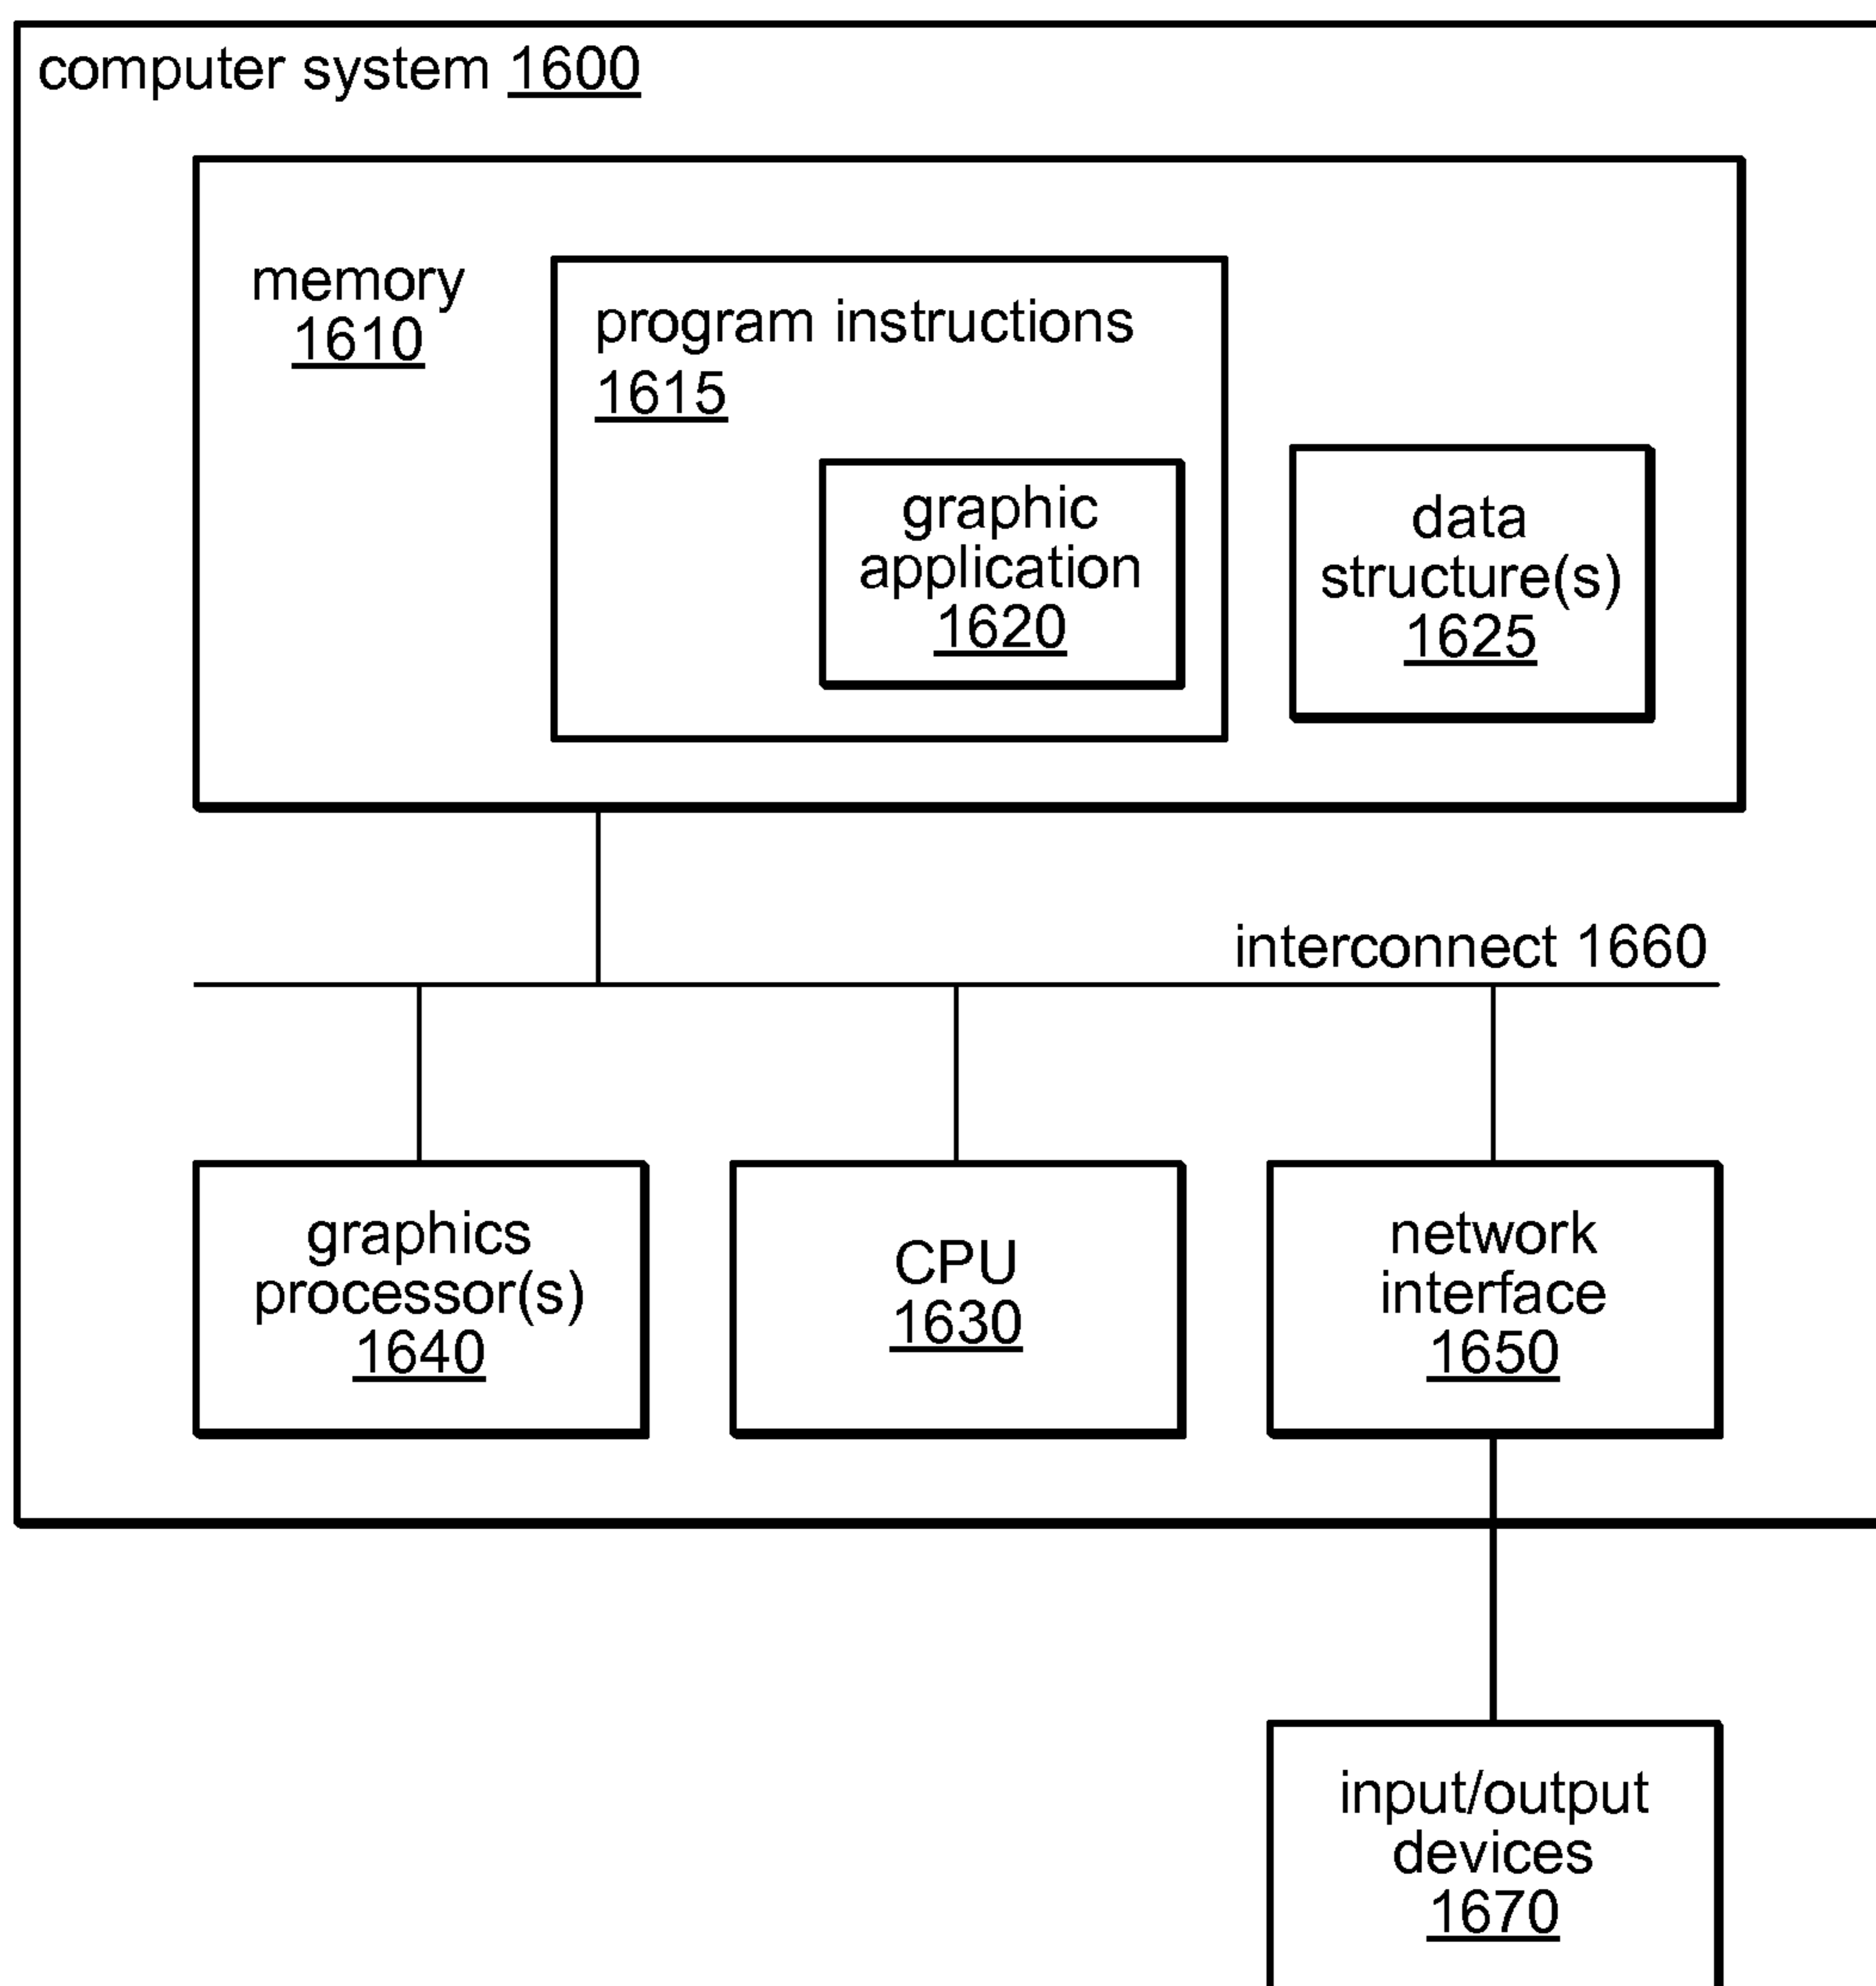 computer system 1600
memory
1610
program instructions
1615
graphic
application
1620
data
structure(s)
1625
interconnect 1660
graphics
processor(s)
1640
CPU
1630
network
interface
1650
input/output
devices
1670